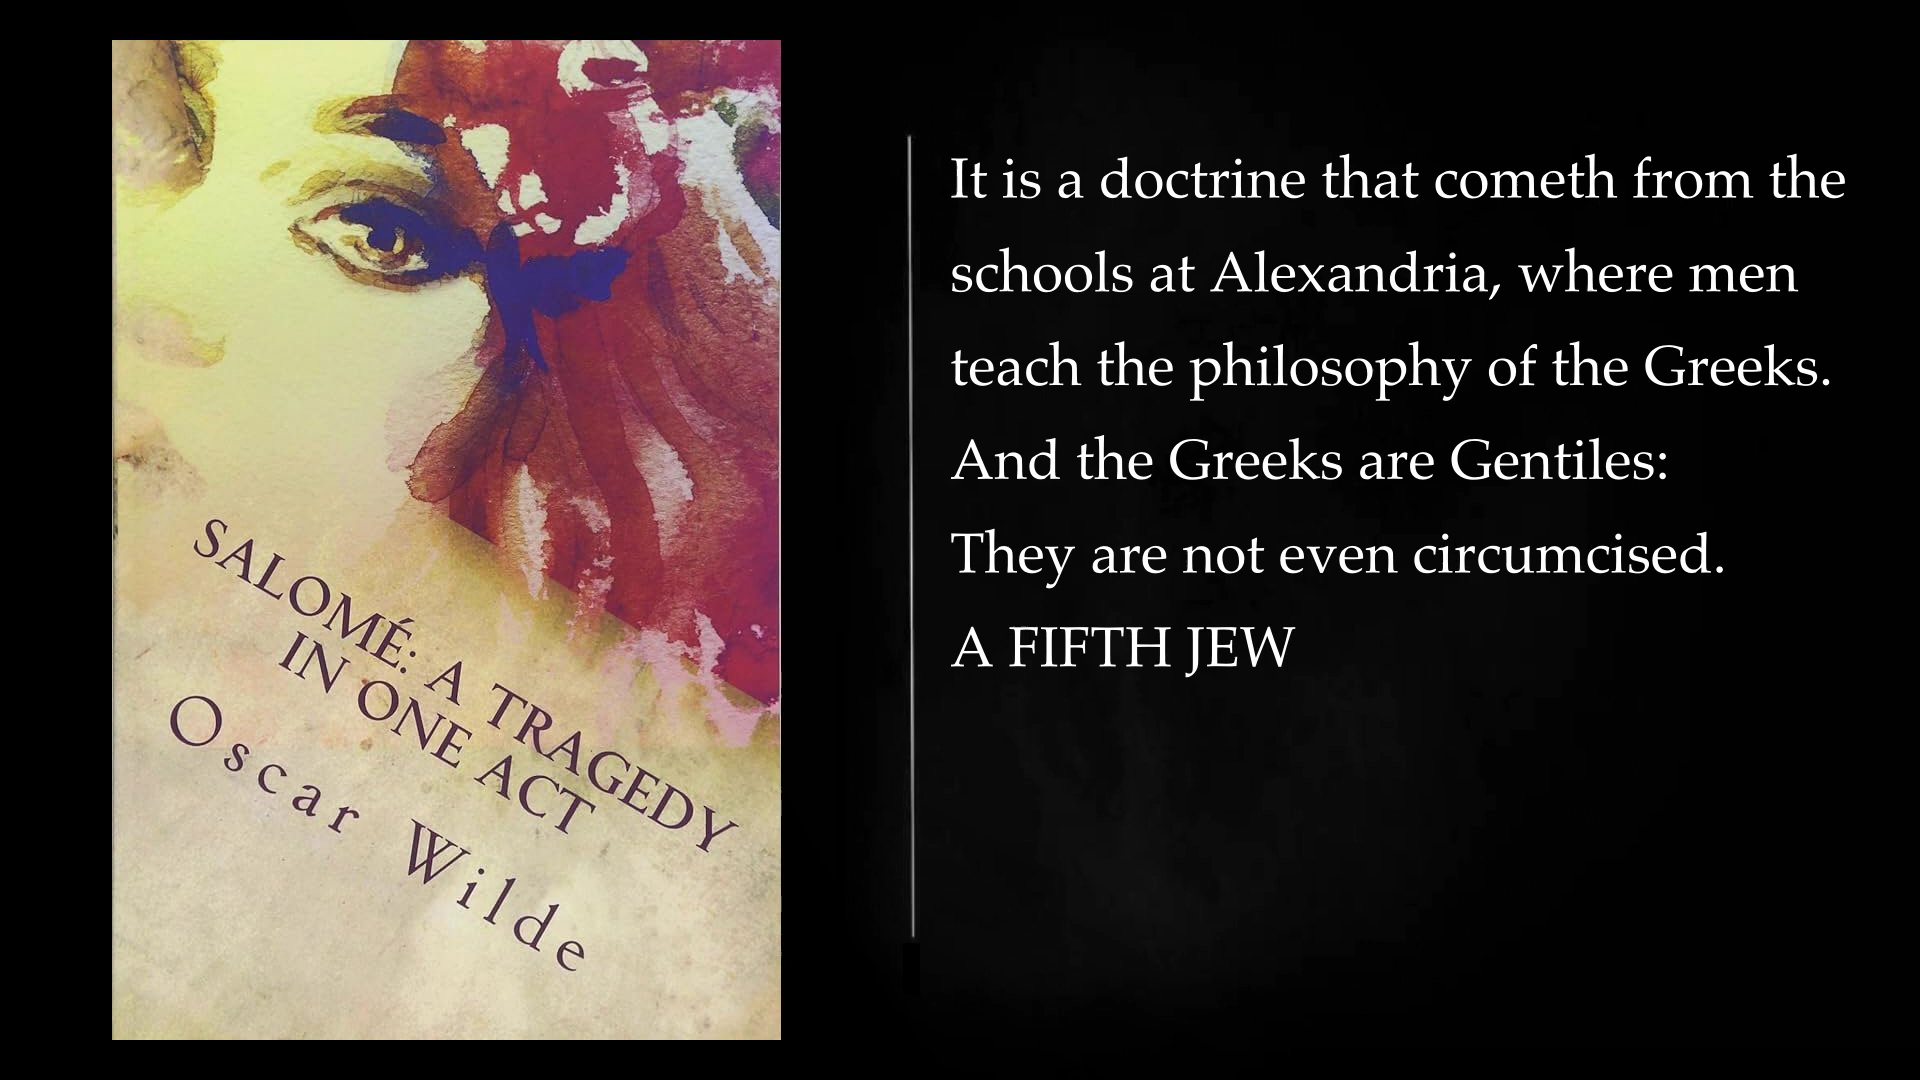 SALOMÉ: A TRAGEDY
IN ONE ACT
Oscar Wilde
It is a doctrine that cometh from the
schools at Alexandria, where men
teach the philosophy of the Greeks.
And the Greeks are Gentiles:
They are not even circumcised.
A FIFTH JEW